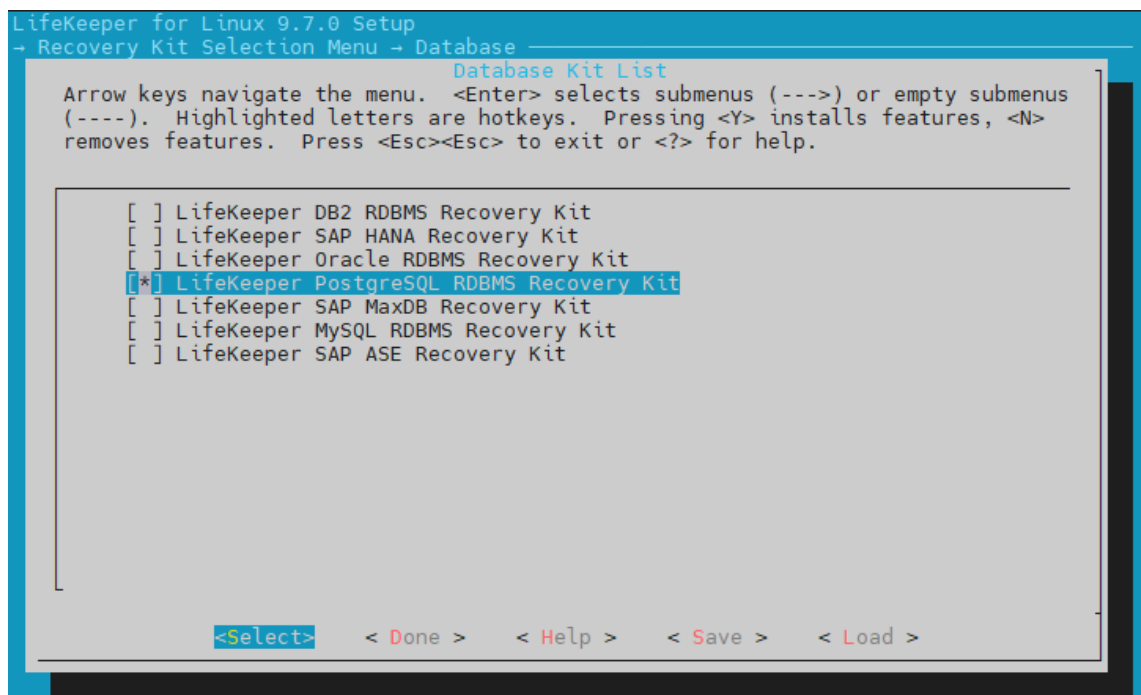 LifeKeeper for Linux 9.7.0 Setup
→ Recovery Kit Selection Menu → Database
Database Kit List
Arrow keys navigate the menu.  <Enter> selects submenus (--->) or empty submenus
(----).  Highlighted letters are hotkeys.  Pressing <Y> installs features, <N>
removes features.  Press <Esc><Esc> to exit or <?> for help.
[ ] LifeKeeper DB2 RDBMS Recovery Kit
[ ] LifeKeeper SAP HANA Recovery Kit
[ ] LifeKeeper Oracle RDBMS Recovery Kit
[*] LifeKeeper PostgreSQL RDBMS Recovery Kit
[ ] LifeKeeper SAP MaxDB Recovery Kit
[ ] LifeKeeper MySQL RDBMS Recovery Kit
[ ] LifeKeeper SAP ASE Recovery Kit
<Select>    < Done >    < Help >    < Save >    < Load >